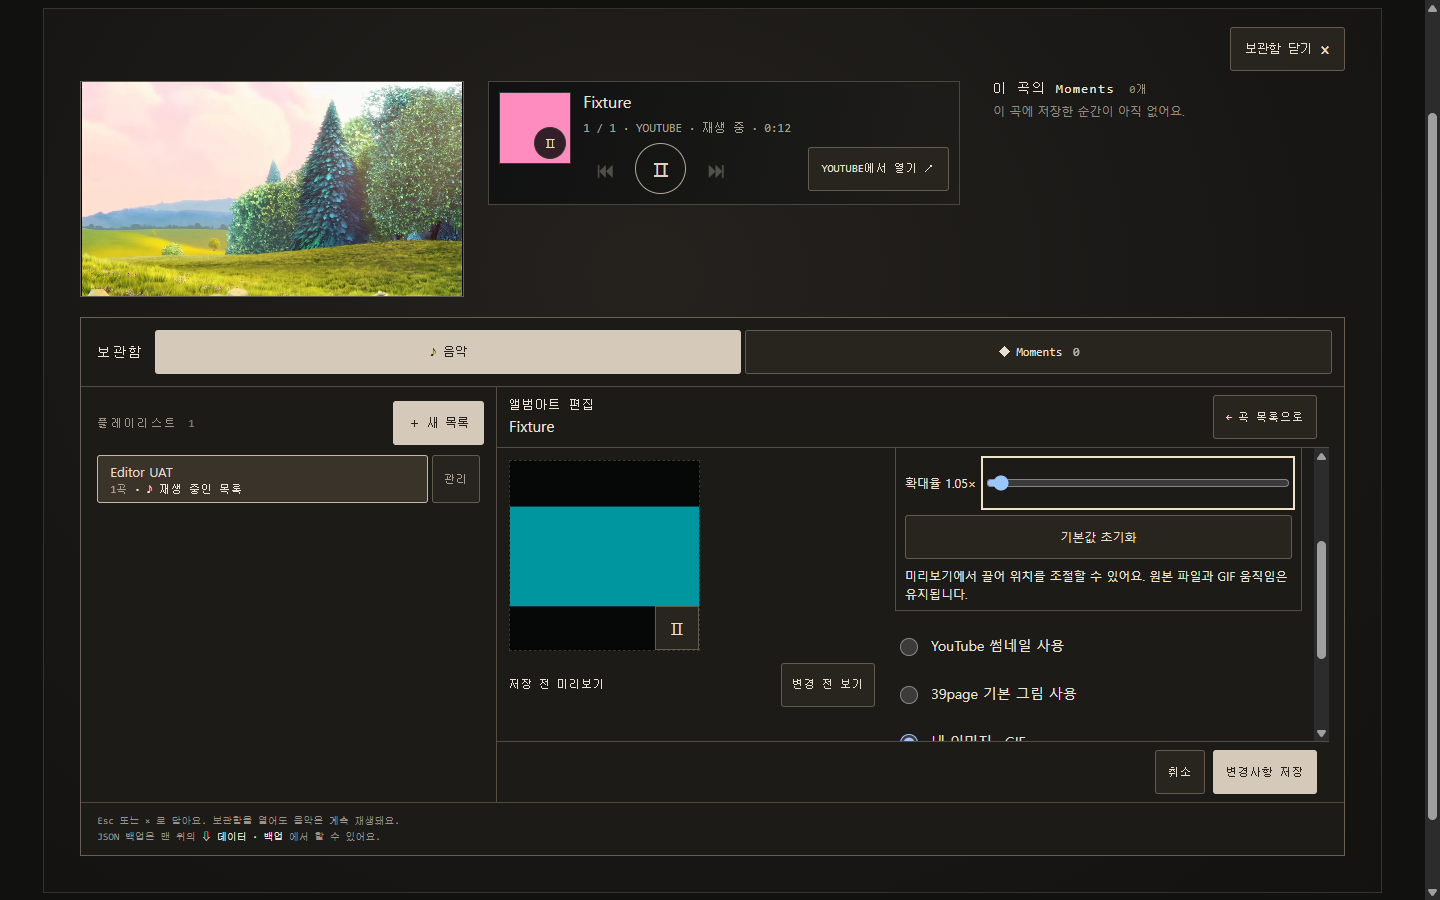 보관함 닫기 ×
Fixture
1 / 1 · YOUTUBE · 재생 중 · 0:12
YOUTUBE에서 열기 ↗
이 곡의 Moments 0개
이 곡에 저장한 순간이 아직 없어요.
보관함
♪ 음악
◆ Moments 0
플레이리스트 1
+ 새 목록
Editor UAT
1곡 · ♪ 재생 중인 목록
관리
앨범아트 편집
Fixture
← 곡 목록으로
저장 전 미리보기
변경 전 보기
확대율 1.05×
기본값 초기화
미리보기에서 끌어 위치를 조절할 수 있어요. 원본 파일과 GIF 움직임은
유지됩니다.
YouTube 썸네일 사용
39page 기본 그림 사용
내 이미지 · GIF
취소
변경사항 저장
Esc 또는 × 로 닫아요. 보관함을 열어도 음악은 계속 재생돼요.
JSON 백업은 맨 위의 ⇩ 데이터 · 백업 에서 할 수 있어요.